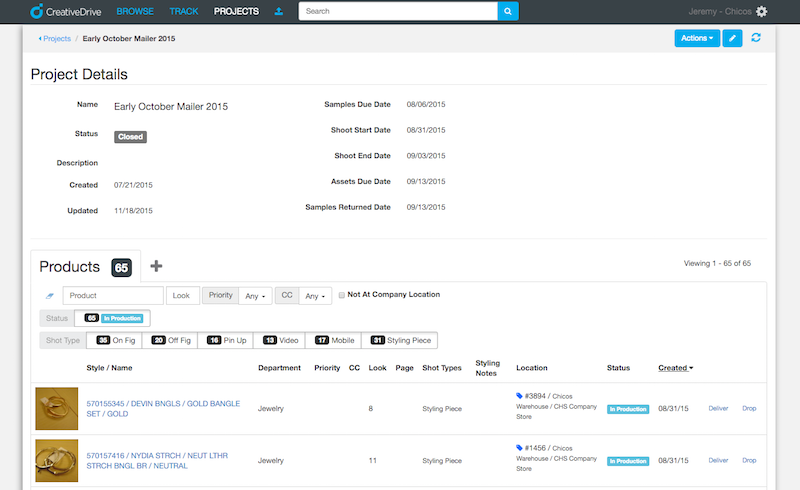 CreativeDrive BROWSE TRACK PROJECTS Search Jeremy - Chicos
Projects / Early October Mailer 2015 Actions
Project Details
Name Early October Mailer 2015 Samples Due Date 08/06/2015
Status Closed Shoot Start Date 08/31/2015
Description Shoot End Date 09/03/2015
Created 07/21/2015 Assets Due Date 09/13/2015
Updated 11/18/2015 Samples Returned Date 09/13/2015
Products 65 Viewing 1 - 65 of 65
Product Look Priority Any CC Any Not At Company Location
Status 65 In Production
Shot Type 35 On Fig 20 Off Fig 16 Pin Up 13 Video 17 Mobile 31 Styling Piece
Style / Name Department Priority CC Look Page Shot Types Styling Notes Location Status Created
570155345 / DEVIN BNGLS / GOLD BANGLE SET / GOLD Jewelry 8 Styling Piece #3894 / Chicos Warehouse / CHS Company Store In Production 08/31/15 Deliver Drop
570157416 / NYDIA STRCH / NEUT LTHR STRCH BNGL BR / NEUTRAL Jewelry 11 Styling Piece #1456 / Chicos Warehouse / CHS Company Store In Production 08/31/15 Deliver Drop